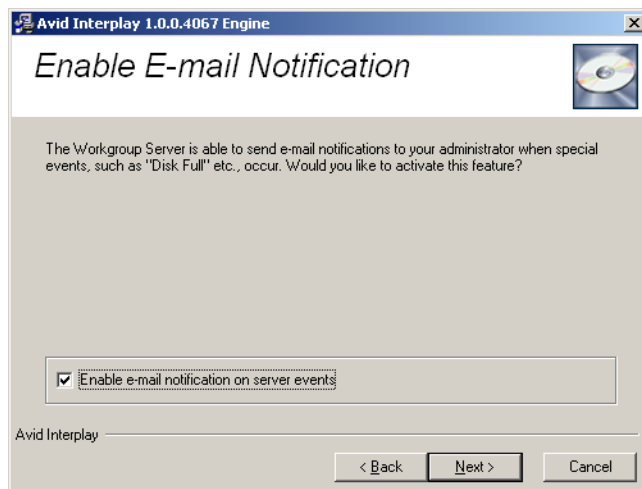 Avid Interplay 1.0.0.4067 Engine
Enable E-mail Notification
The Workgroup Server is able to send e-mail notifications to your administrator when special
events, such as "Disk Full" etc., occur. Would you like to activate this feature?
Enable e-mail notification on server events
Avid Interplay
< Back
Next >
Cancel